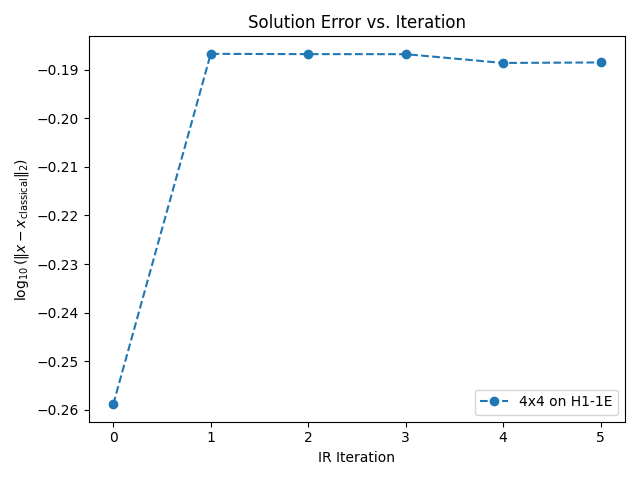 Solution Error vs. Iteration
log₁₀(‖x − x_classical‖₂)
−0.19
−0.20
−0.21
−0.22
−0.23
−0.24
−0.25
−0.26
4x4 on H1-1E
0 1 2 3 4 5
IR Iteration